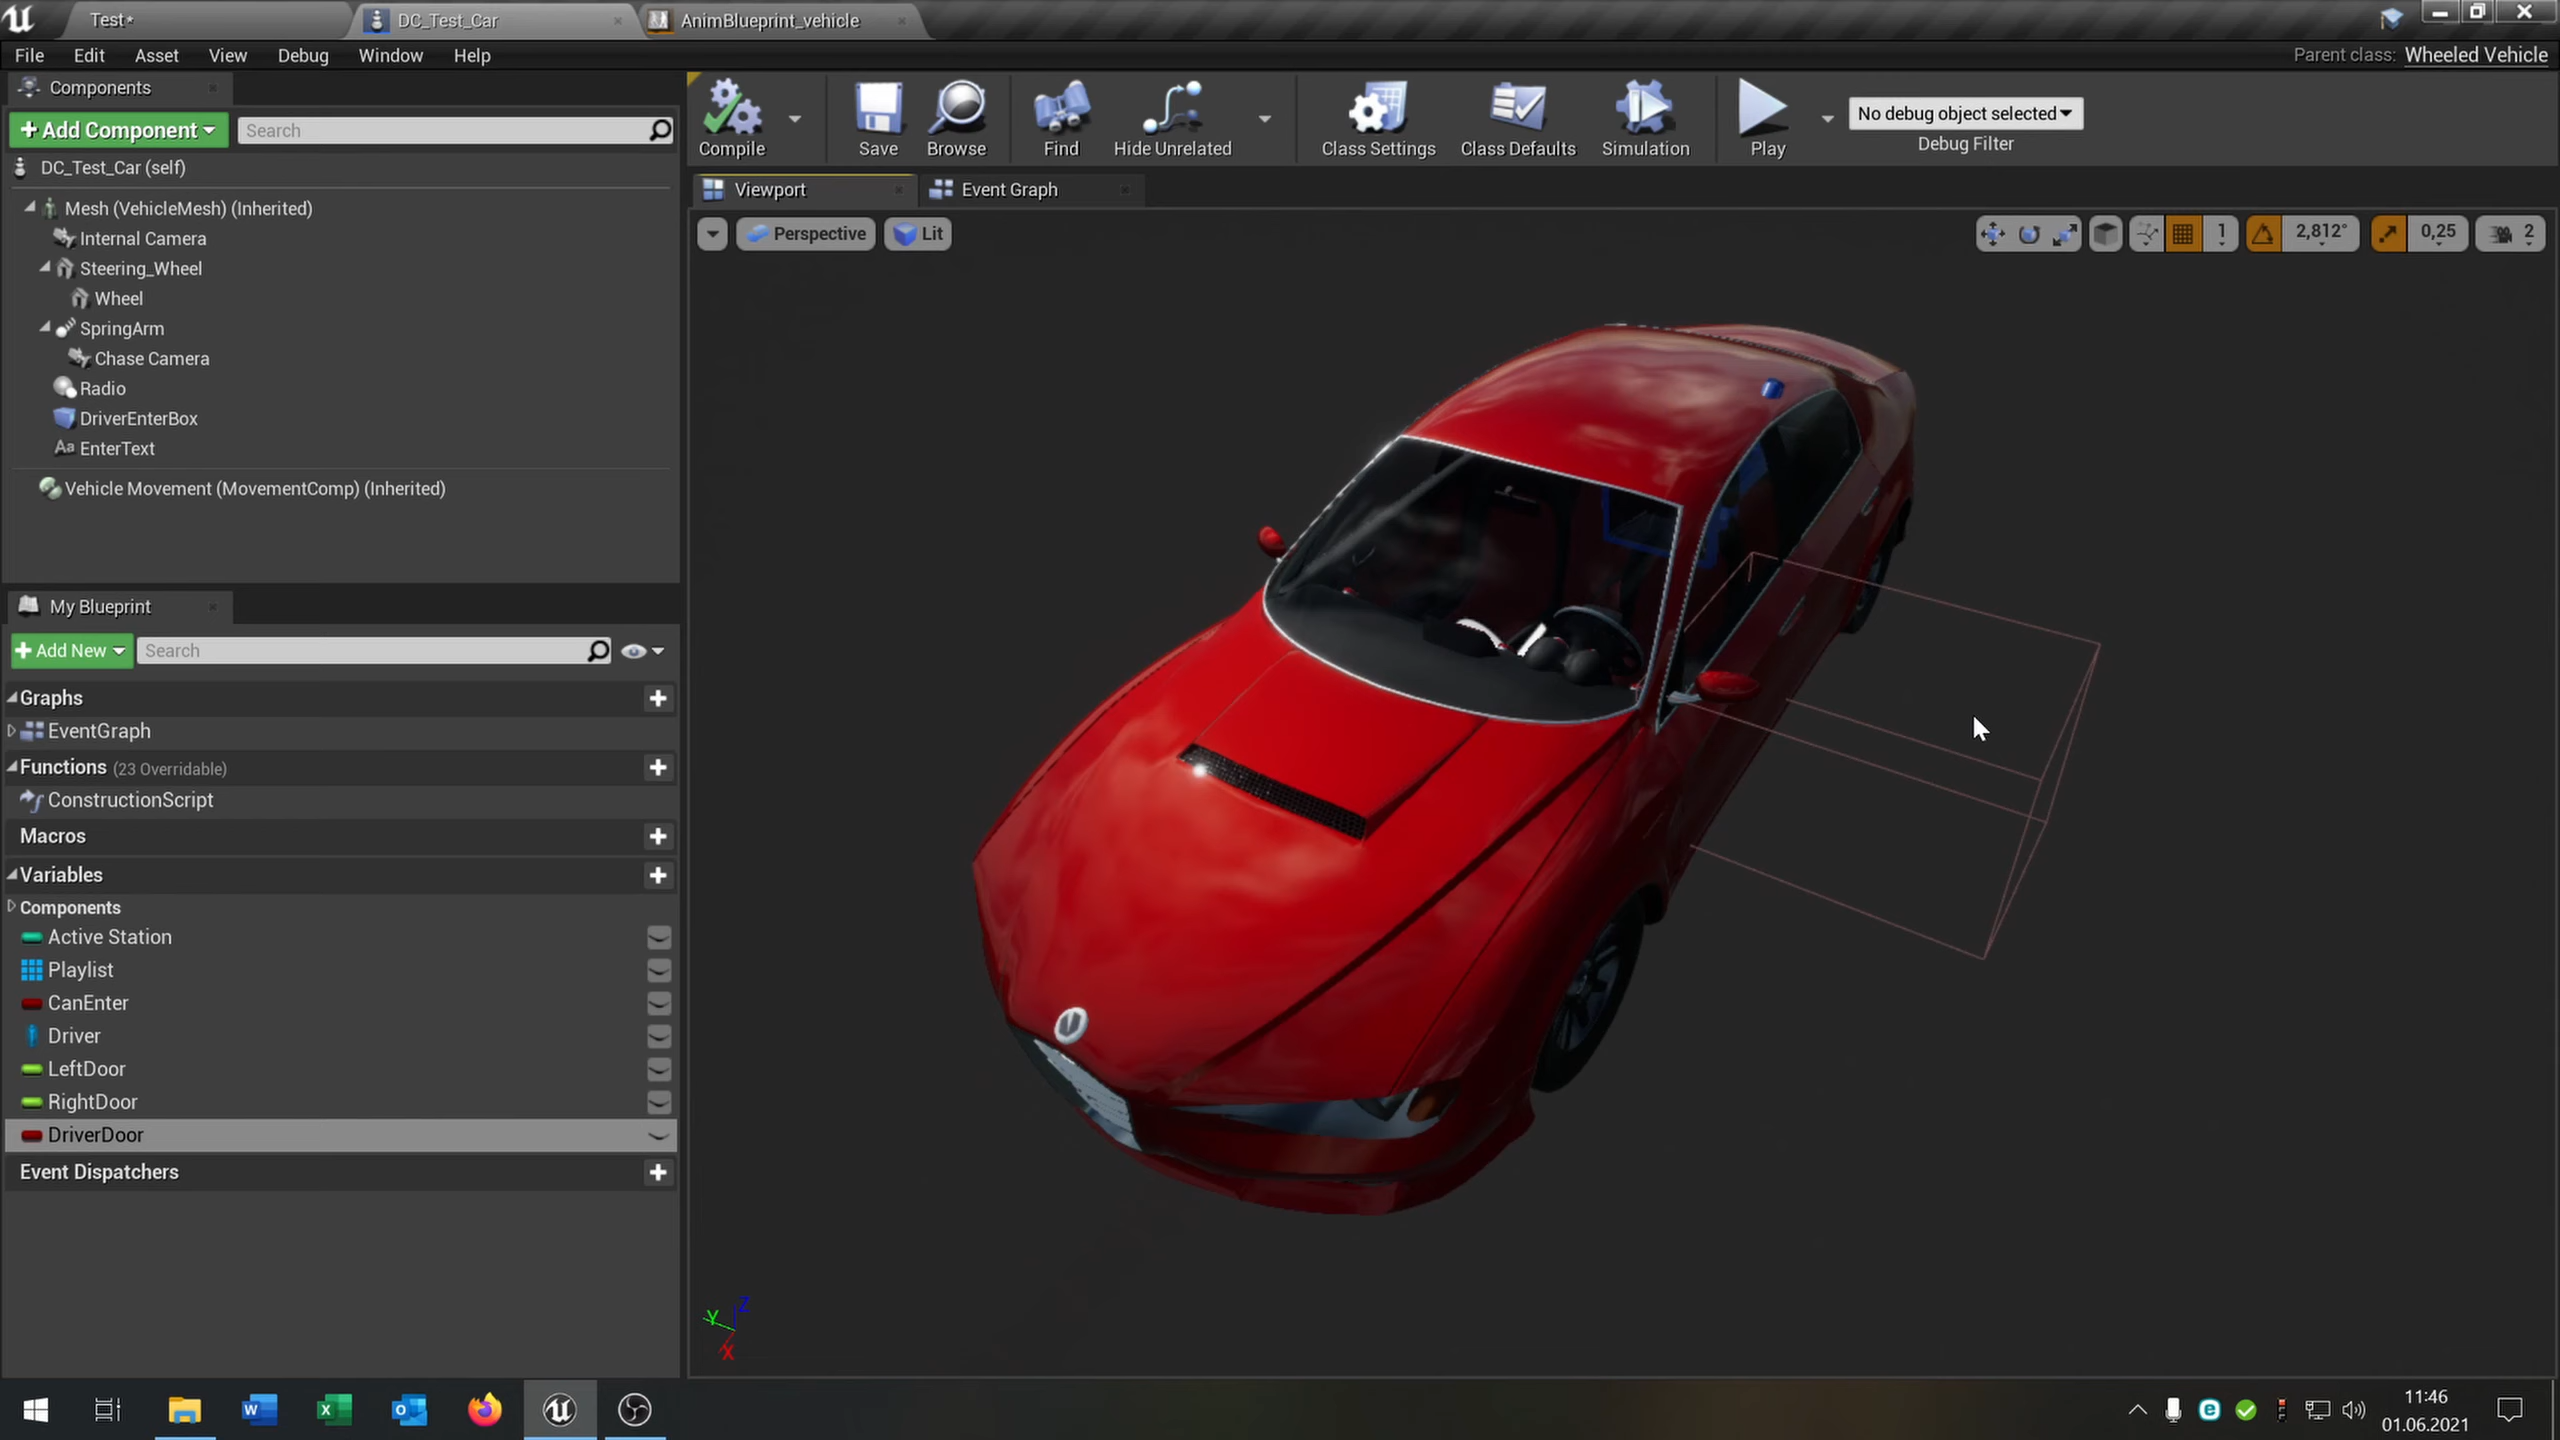 Test*
DC_Test_Car
AnimBlueprint_vehicle
File Edit Asset View Debug Window Help
Parent class: Wheeled Vehicle
Components
+ Add Component
Search
DC_Test_Car (self)
Mesh (VehicleMesh) (Inherited)
Internal Camera
Steering_Wheel
Wheel
SpringArm
Chase Camera
Radio
DriverEnterBox
Aa EnterText
Vehicle Movement (MovementComp) (Inherited)
My Blueprint
+ Add New
Search
Graphs
EventGraph
Functions (23 Overridable)
ConstructionScript
Macros
Variables
Components
Active Station
Playlist
CanEnter
Driver
LeftDoor
RightDoor
DriverDoor
Event Dispatchers
Compile
Save
Browse
Find
Hide Unrelated
Class Settings
Class Defaults
Simulation
Play
No debug object selected
Debug Filter
Viewport
Event Graph
Perspective
Lit
1
2,812°
0,25
2
Z
Y
X
11:46
01.06.2021